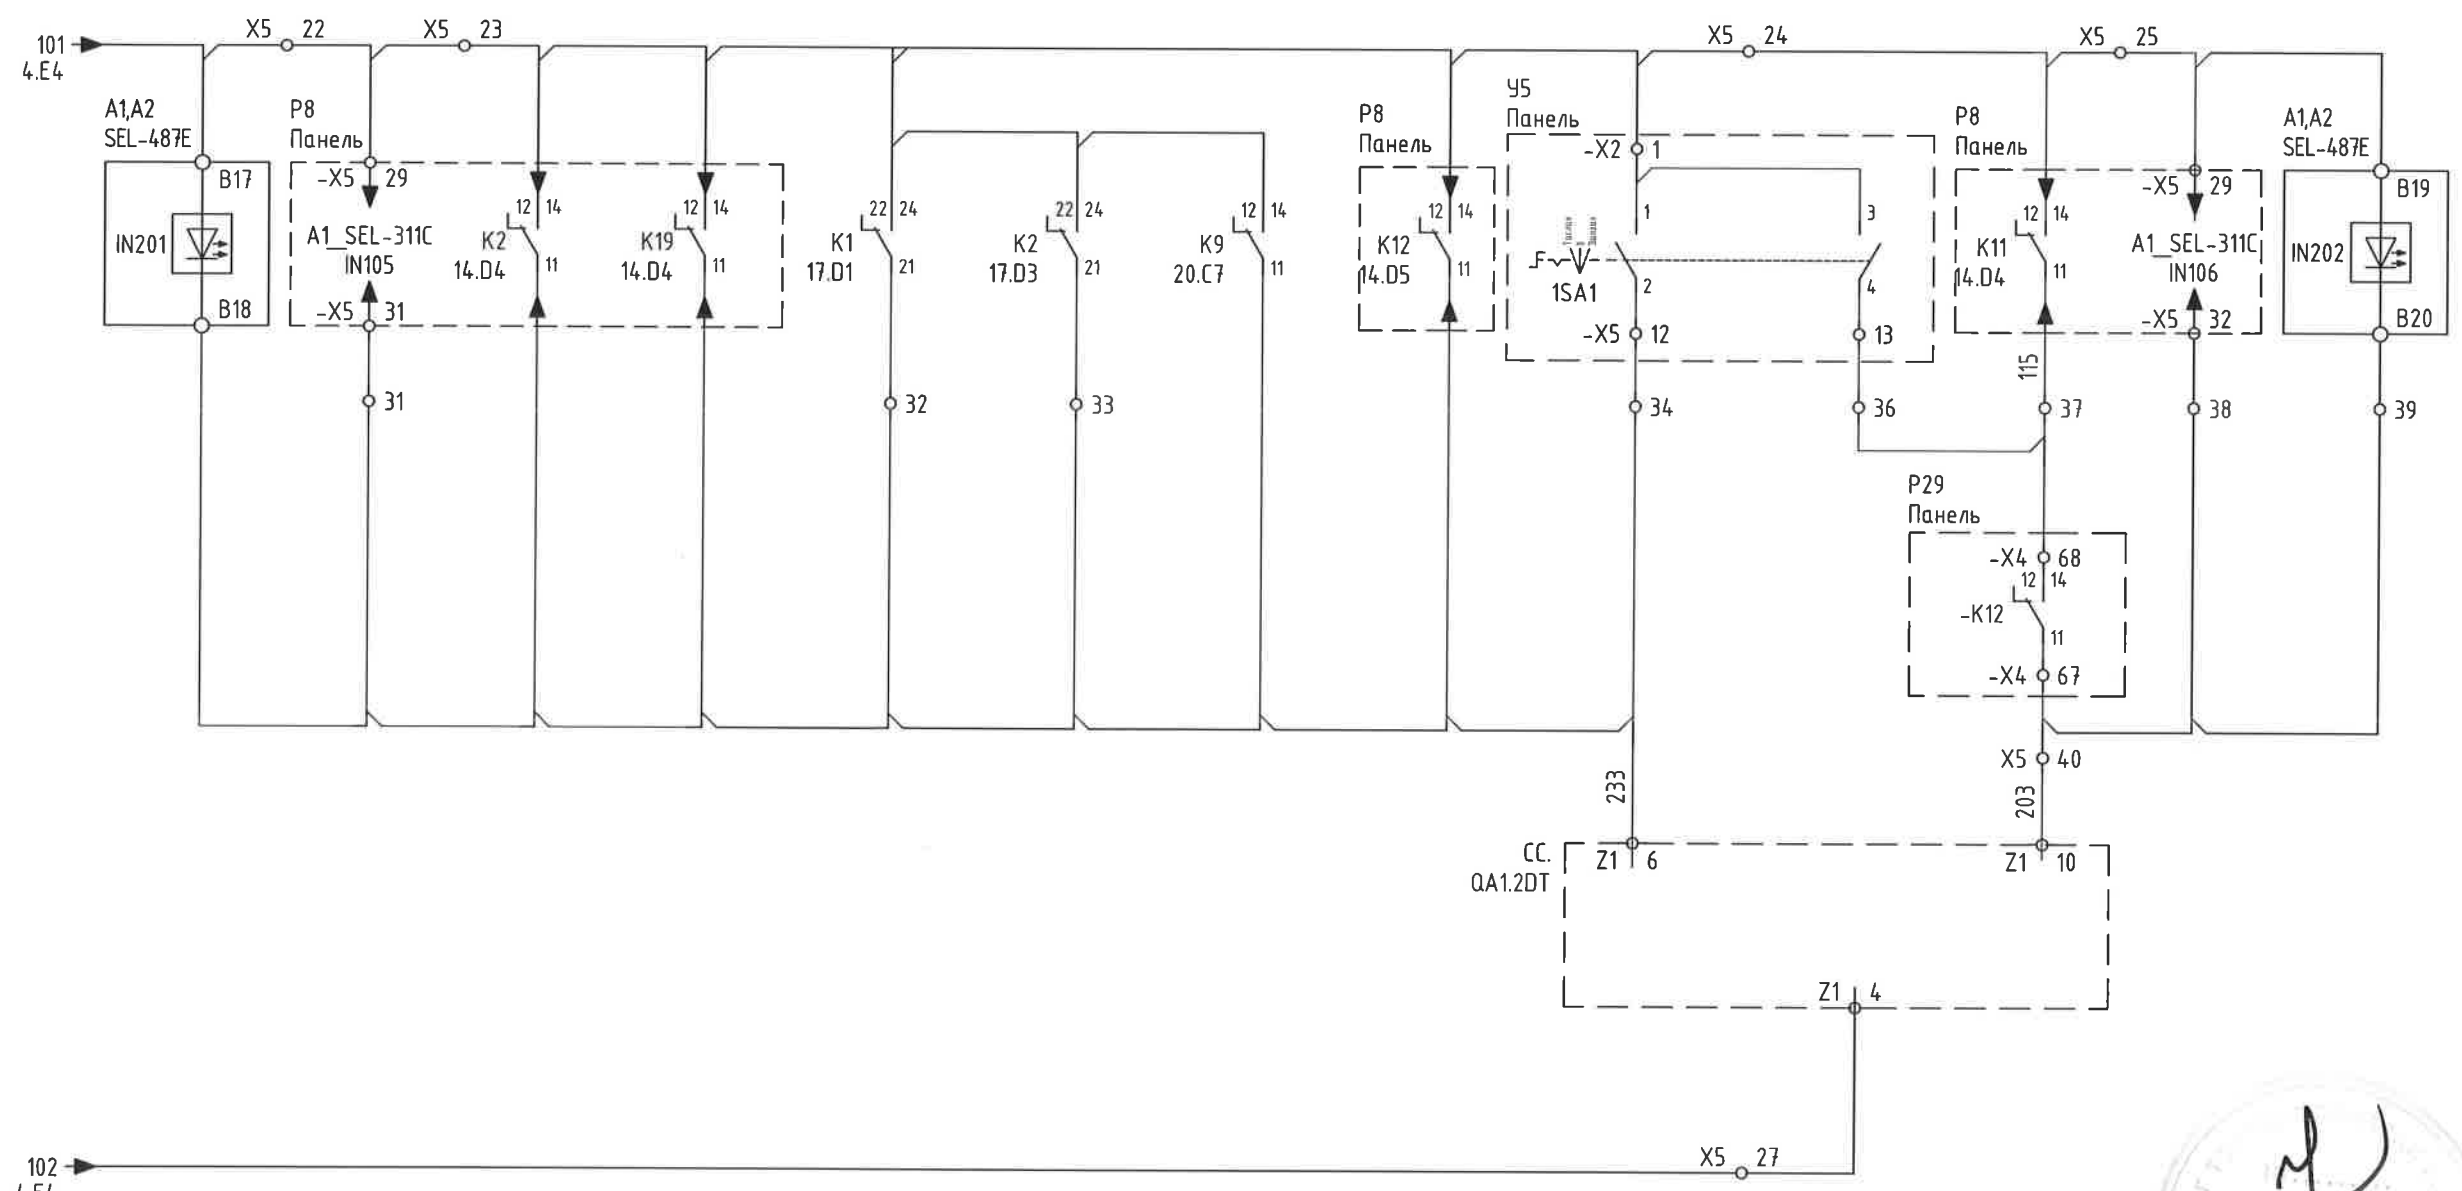 101
4.E4
X5 22
X5 23
X5 24
X5 25
A1,A2
SEL-487E
P8
Панель
P8
Панель
У5
Панель
P8
Панель
A1,A2
SEL-487E
B17
IN201
B18
-X5 29
A1_SEL-311C
IN105
-X5 31
12 14
K2
14.D4
11
12 14
K19
14.D4
11
22 24
K1
17.D1
21
22 24
K2
17.D3
21
12 14
K9
20.C7
11
12 14
K12
14.D5
11
-X2 1
1
3
1SA1
2
4
-X5 12
13
12 14
K11
14.D4
11
-X5 29
A1_SEL-311C
IN106
-X5 32
B19
IN202
B20
115
31
32
33
34
36
37
38
39
P29
Панель
-X4 68
12 14
-K12
11
-X4 67
X5 40
233
203
CC.
QA1.2DT
Z1 6
Z1 10
Z1 4
102
X5 27